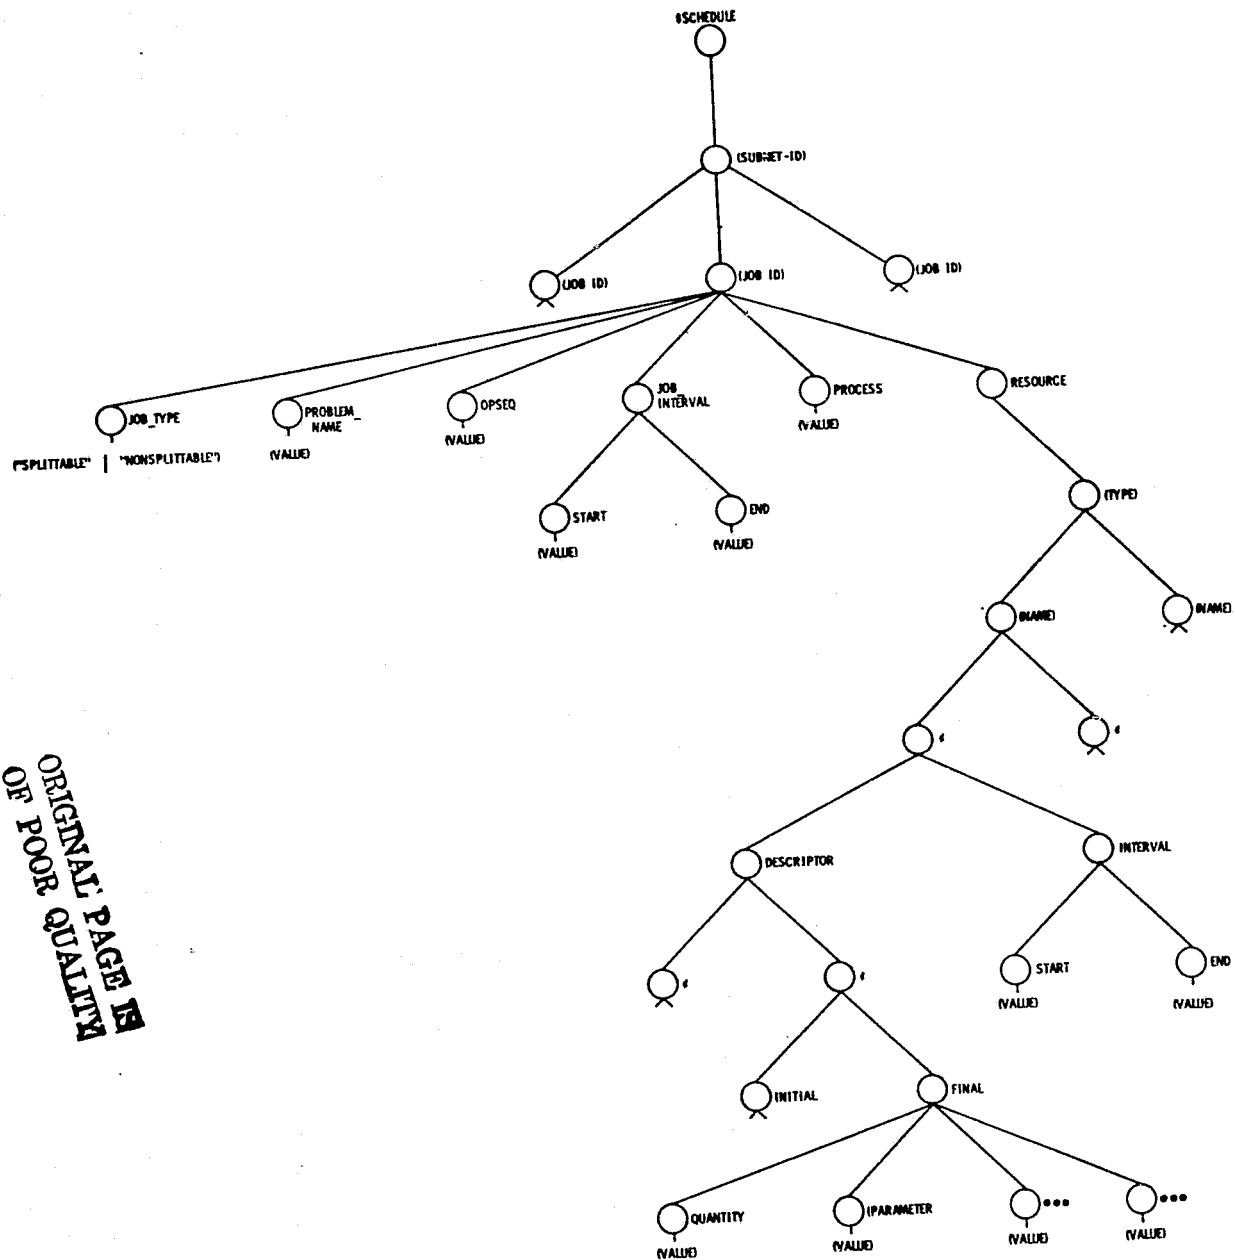 $SCHEDULE
(SUBNET-ID)
(JOB ID)
(JOB ID)
(JOB ID)
JOB_TYPE
("SPLITTABLE" | "NONSPLITTABLE")
PROBLEM_
NAME
(VALUE)
OPSEQ
(VALUE)
JOB_
INTERVAL
PROCESS
(VALUE)
RESOURCE
START
(VALUE)
END
(VALUE)
(TYPE)
(NAME)
(NAME)
¢
¢
DESCRIPTOR
INTERVAL
¢
¢
START
(VALUE)
END
(VALUE)
INITIAL
FINAL
QUANTITY
(VALUE)
(PARAMETER
(VALUE)
•••
(VALUE)
•••
(VALUE)
ORIGINAL PAGE IS
OF POOR QUALITY